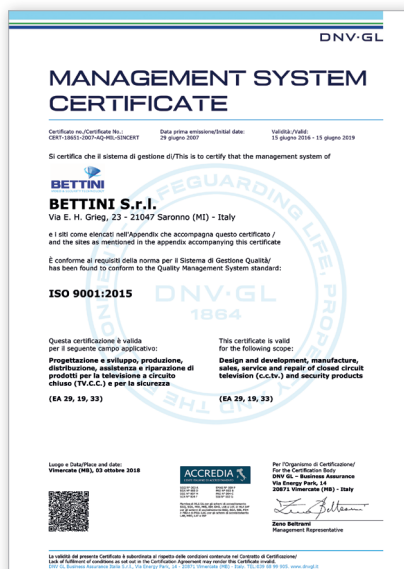 DNV·GL
MANAGEMENT SYSTEM
CERTIFICATE
Certificato no./Certificate No.:
CERT-18651-2007-AQ-MIL-SINCERT
Data prima emissione/Initial date:
29 giugno 2007
Validità:/Valid:
15 giugno 2016 - 15 giugno 2019
Si certifica che il sistema di gestione di/This is to certify that the management system of
BETTINI
BETTINI S.r.l.
Via E. H. Grieg, 23 - 21047 Saronno (MI) - Italy
e i siti come elencati nell'Appendix che accompagna questo certificato /
and the sites as mentioned in the appendix accompanying this certificate
È conforme ai requisiti della norma per il Sistema di Gestione Qualità/
has been found to conform to the Quality Management System standard:
ISO 9001:2015
DNV·GL
1864
Questa certificazione è valida
per il seguente campo applicativo:
Progettazione e sviluppo, produzione,
distribuzione, assistenza e riparazione di
prodotti per la televisione a circuito
chiuso (TV.C.C.) e per la sicurezza
(EA 29, 19, 33)
This certificate is valid
for the following scope:
Design and development, manufacture,
sales, service and repair of closed circuit
television (c.c.tv.) and security products
(EA 29, 19, 33)
Luogo e Data/Place and date:
Vimercate (MB), 03 ottobre 2018
ACCREDIA
Per l'Organismo di Certificazione/
For the Certification Body
DNV GL – Business Assurance
Via Energy Park, 14
20871 Vimercate (MB) - Italy
Zeno Beltrami
Management Representative
La validità del presente Certificato è subordinata al rispetto delle condizioni contenute nel Contratto di Certificazione/
Lack of fulfilment of conditions as set out in the Certification Agreement may render this Certificate invalid.